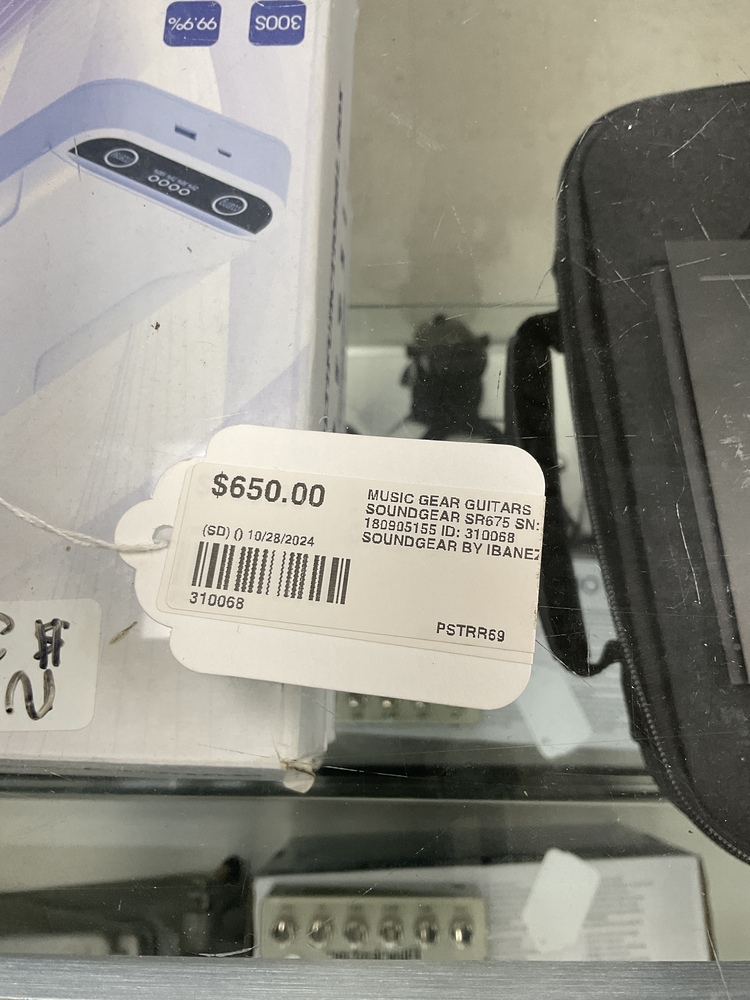 99.9%
300S
$650.00
(SD) () 10/28/2024
310068
MUSIC GEAR GUITARS
SOUNDGEAR SR675 SN:
180905155 ID: 310068
SOUNDGEAR BY IBANEZ
PSTRR69
#